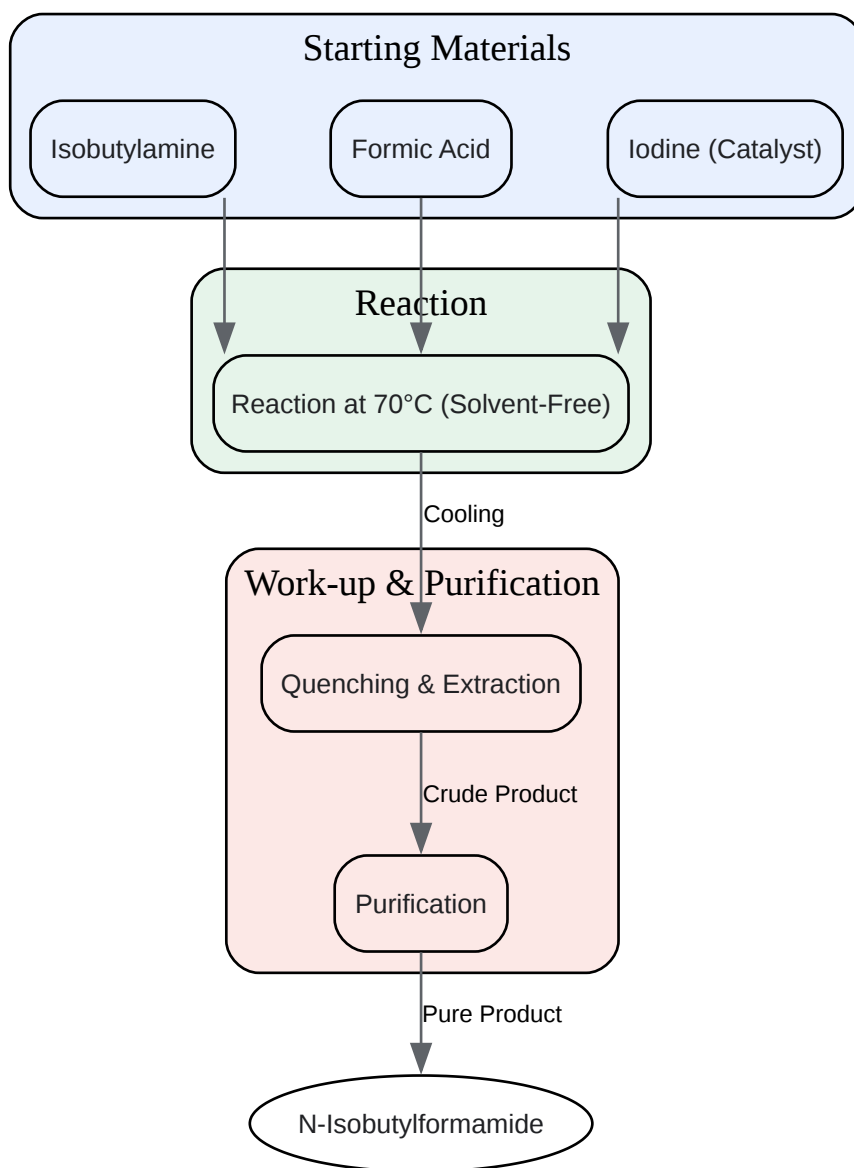 Starting Materials
Isobutylamine
Formic Acid
Iodine (Catalyst)
Reaction
Reaction at 70°C (Solvent-Free)
Cooling
Work-up & Purification
Quenching & Extraction
Crude Product
Purification
Pure Product
N-Isobutylformamide